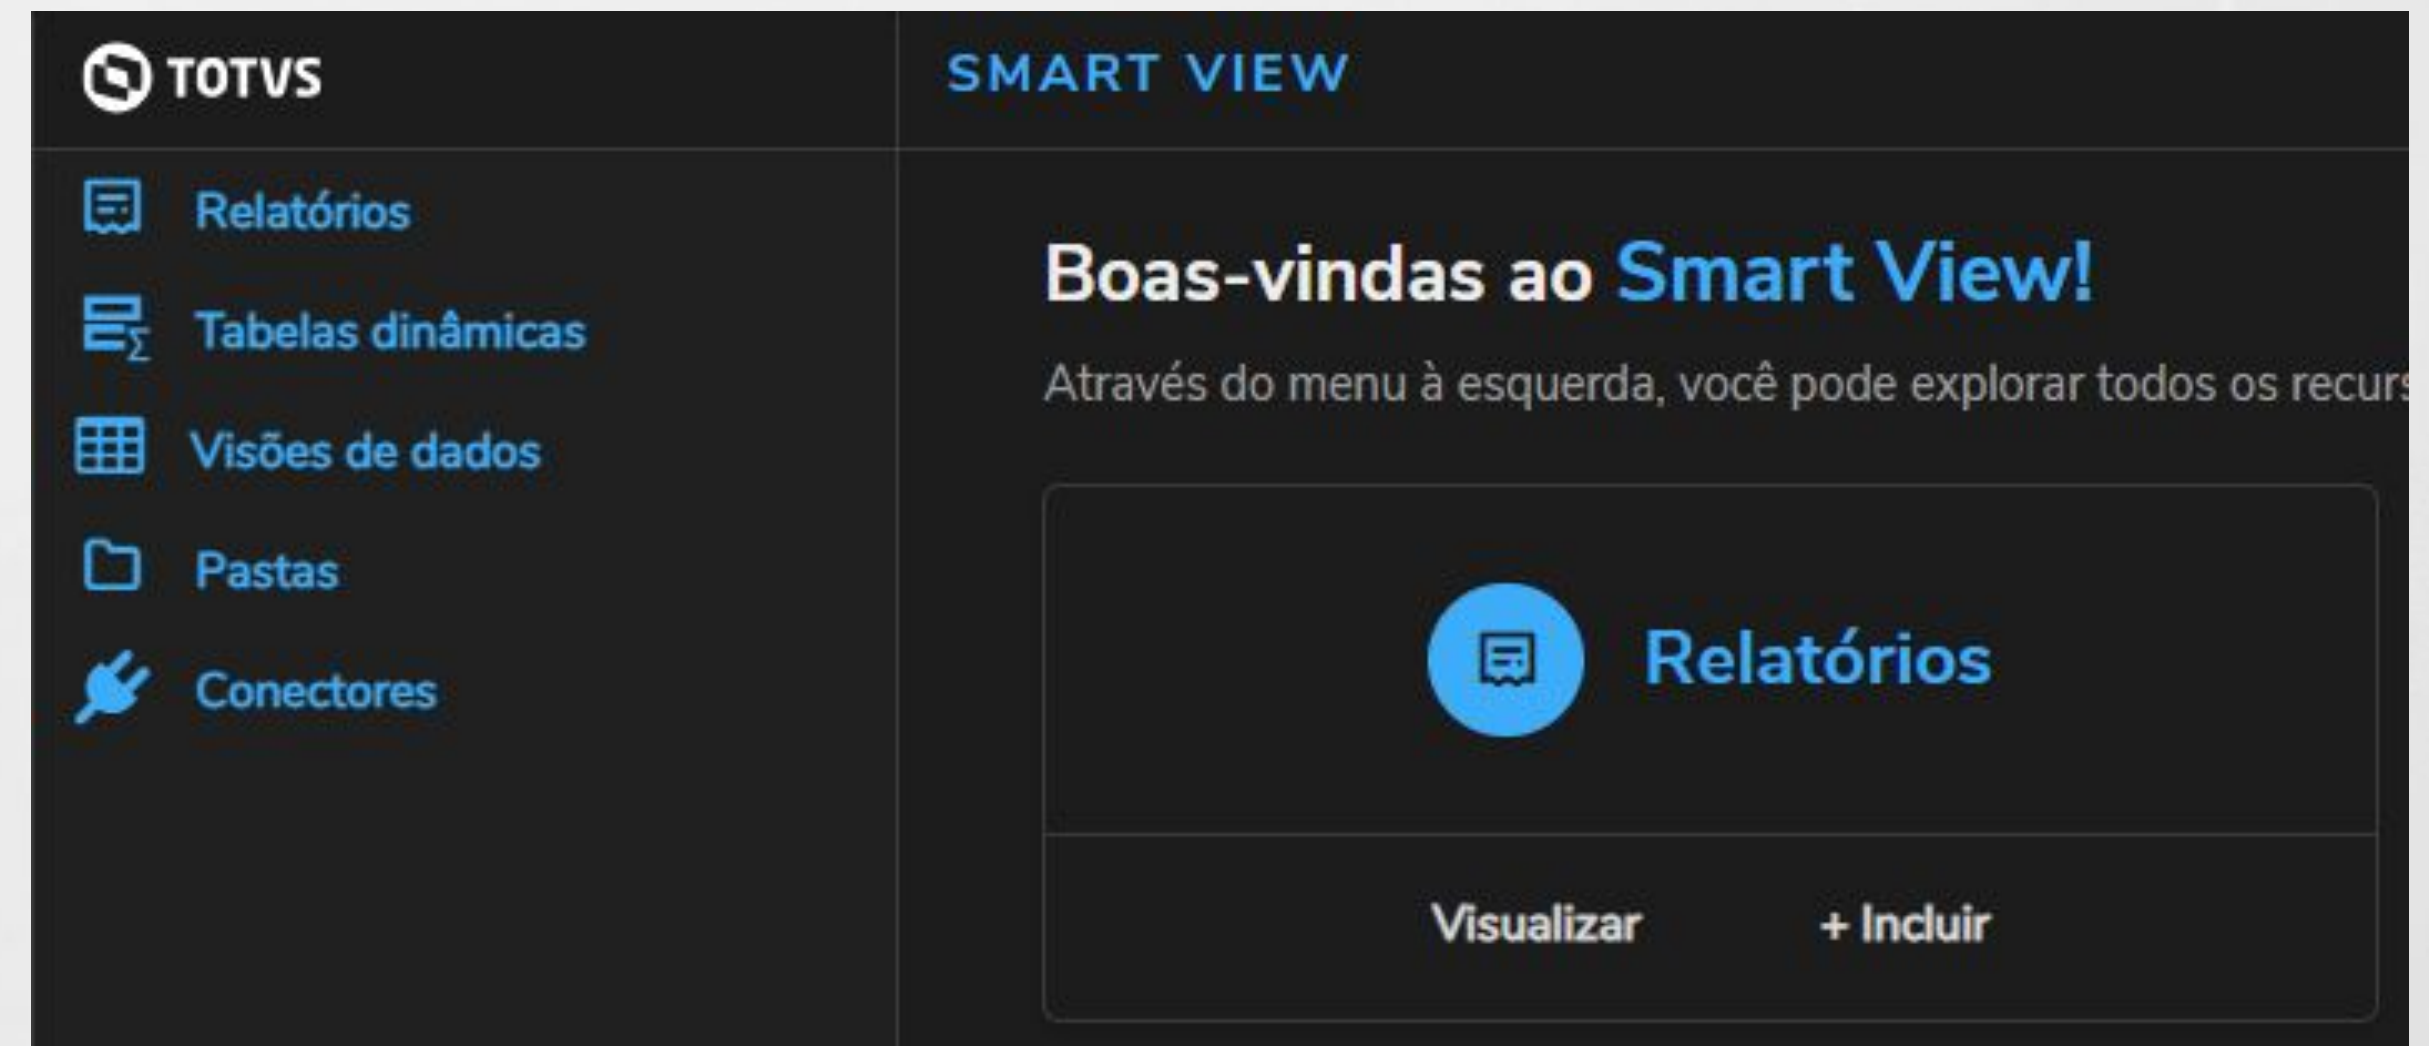 TOTVS
SMART VIEW
Relatórios
Tabelas dinâmicas
Visões de dados
Pastas
Conectores
Boas-vindas ao Smart View!
Através do menu à esquerda, você pode explorar todos os
Relatórios
Visualizar
+ Incluir